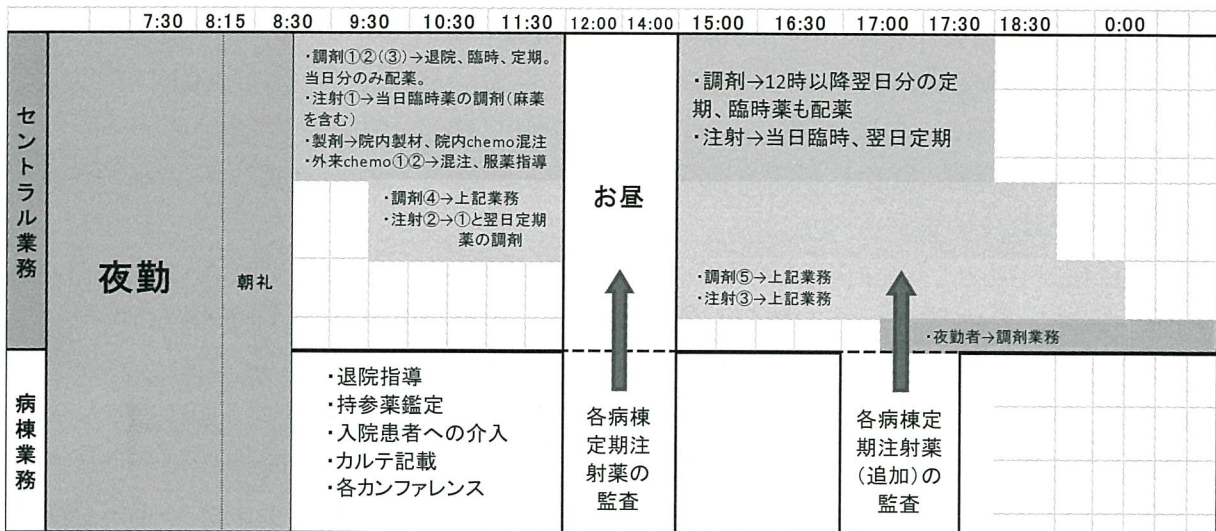 7:30 8:15 8:30 9:30 10:30 11:30 12:00 14:00 15:00 16:30 17:00 17:30 18:30 0:00
セントラル業務
夜勤
朝礼
・調剤①②(③)→退院、臨時、定期。
当日分のみ配薬。
・注射①→当日臨時薬の調剤(麻薬
を含む)
・製剤→院内製材、院内chemo混注
・外来chemo①②→混注、服薬指導
・調剤④→上記業務
・注射②→①と翌日定期
薬の調剤
お昼
・調剤→12時以降翌日分の定
期、臨時薬も配薬
・注射→当日臨時、翌日定期
・調剤⑤→上記業務
・注射③→上記業務
・夜勤者→調剤業務
病棟業務
・退院指導
・持参薬鑑定
・入院患者への介入
・カルテ記載
・各カンファレンス
各病棟
定期注
射薬の
監査
各病棟定
期注射薬
(追加)の
監査